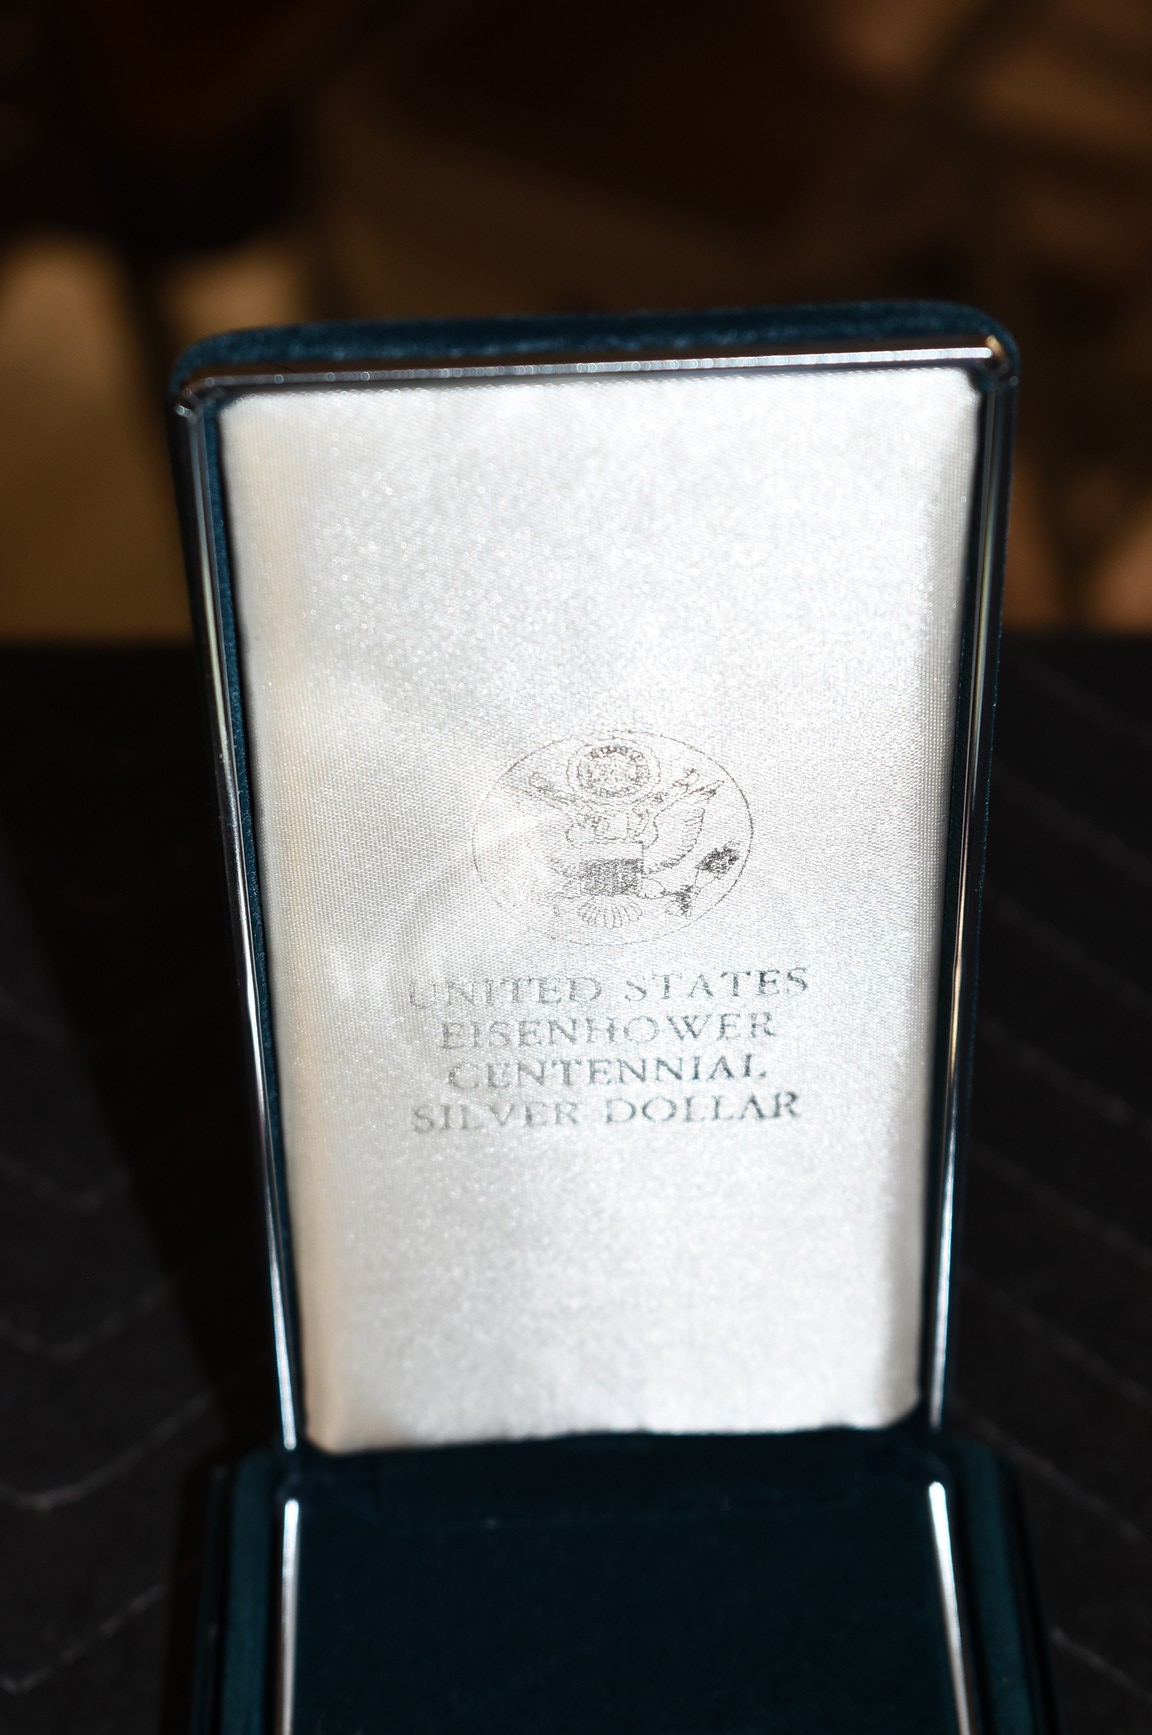 UNITED STATES
EISENHOWER
CENTENNIAL
SILVER DOLLAR